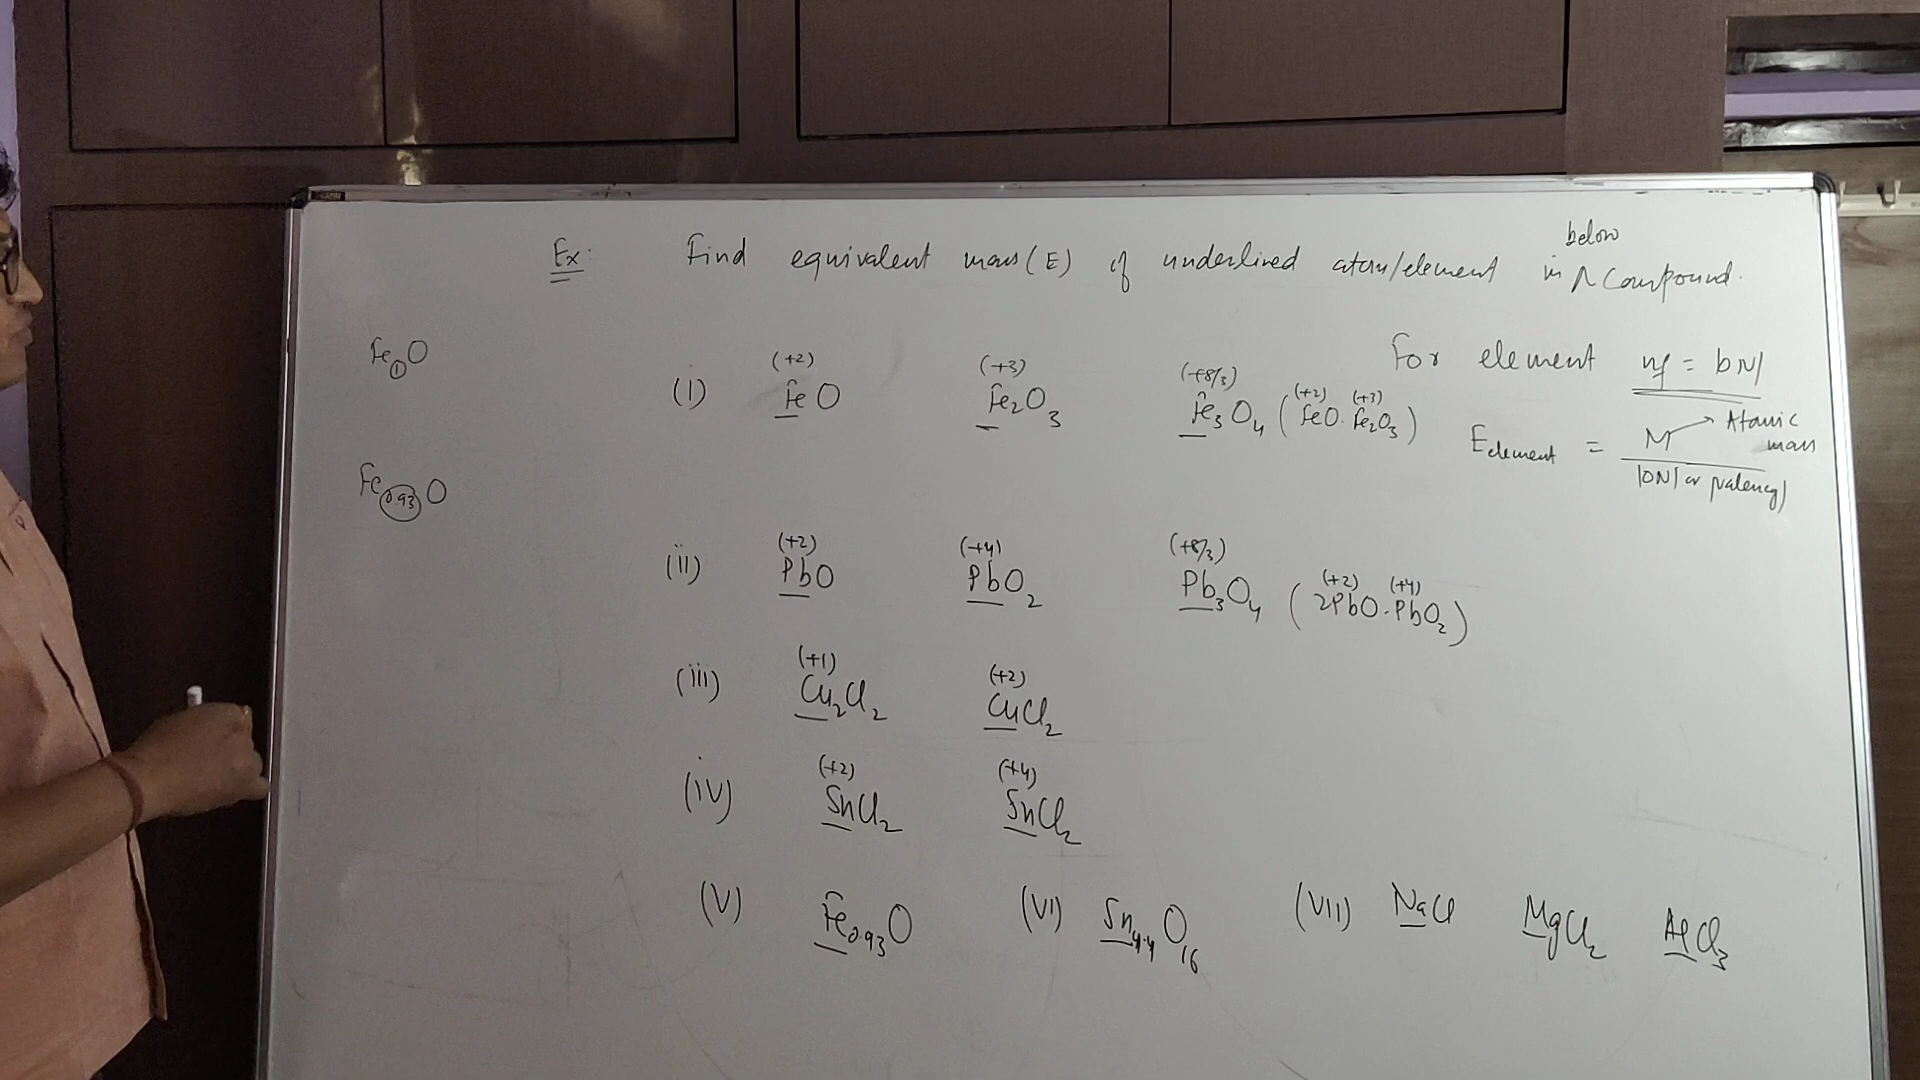 Ex: Find equivalent mass (E) of underlined atom/element in ^ below compound.
Fe①O
(i) (+2) FeO (+3) Fe₂O₃ (+8/3) Fe₃O₄ ((+2) FeO. (+3) Fe₂O₃)
For element nf = |ON|
E element = M → Atomic mass / |ON| or valency)
Fe0.93O
(ii) (+2) PbO (+4) PbO₂ (+8/3) Pb₃O₄ ((+2) 2PbO. (+4) PbO₂)
(iii) (+1) Cu₂Cl₂ (+2) CuCl₂
(iv) (+2) SnCl₂ (+4) SnCl₂
(V) Fe0.93O (VI) Sn4.4O16 (VII) NaCl MgCl₂ AlCl₃